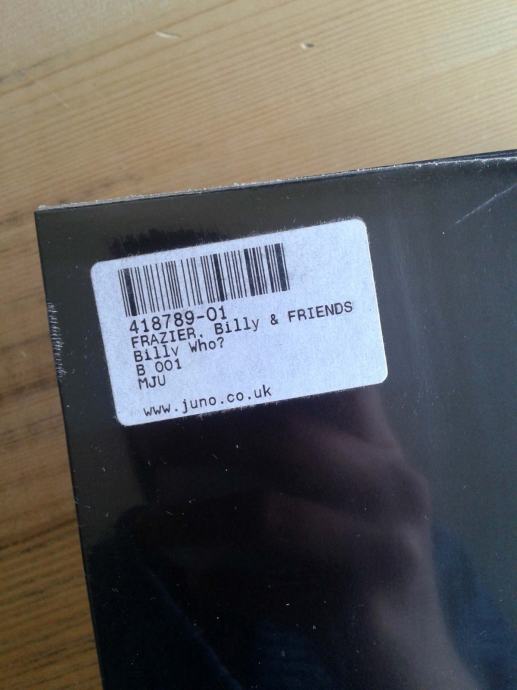 418789-01
FRAZIER, Billy & FRIENDS
Billy Who?
B 001
MJU
www.juno.co.uk